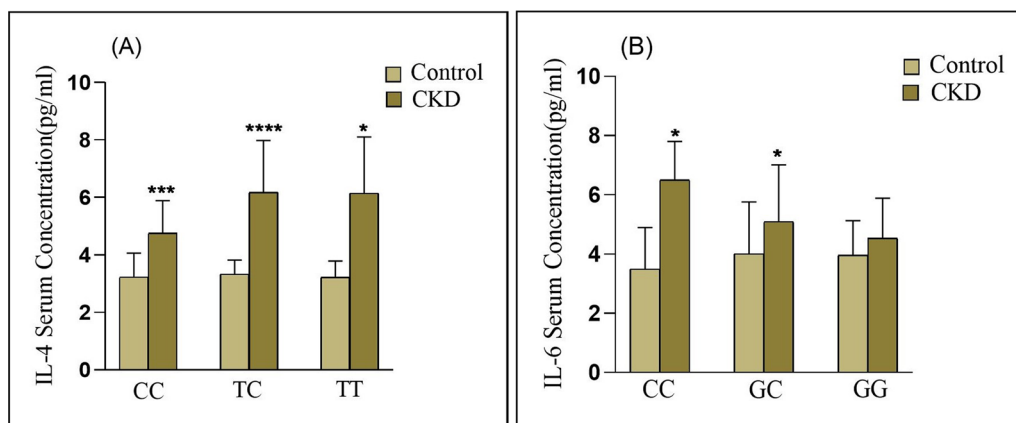 (A)
Control
CKD
IL-4 Serum Concentration(pg/ml)
10
8
6
4
2
0
***
****
*
CC
TC
TT
(B)
Control
CKD
IL-6 Serum Concentration(pg/ml)
10
8
6
4
2
0
*
*
CC
GC
GG